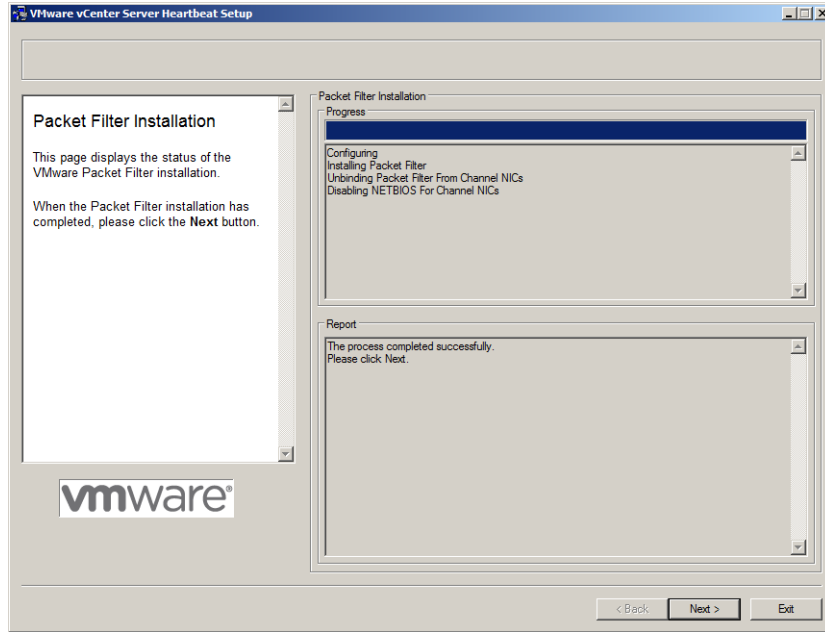 VMware vCenter Server Heartbeat Setup
Packet Filter Installation
This page displays the status of the
VMware Packet Filter installation.
When the Packet Filter installation has
completed, please click the Next button.
vmware®
Packet Filter Installation
Progress
Configuring
Installing Packet Filter
Unbinding Packet Filter From Channel NICs
Disabling NETBIOS For Channel NICs
Report
The process completed successfully.
Please click Next.
< Back
Next >
Exit